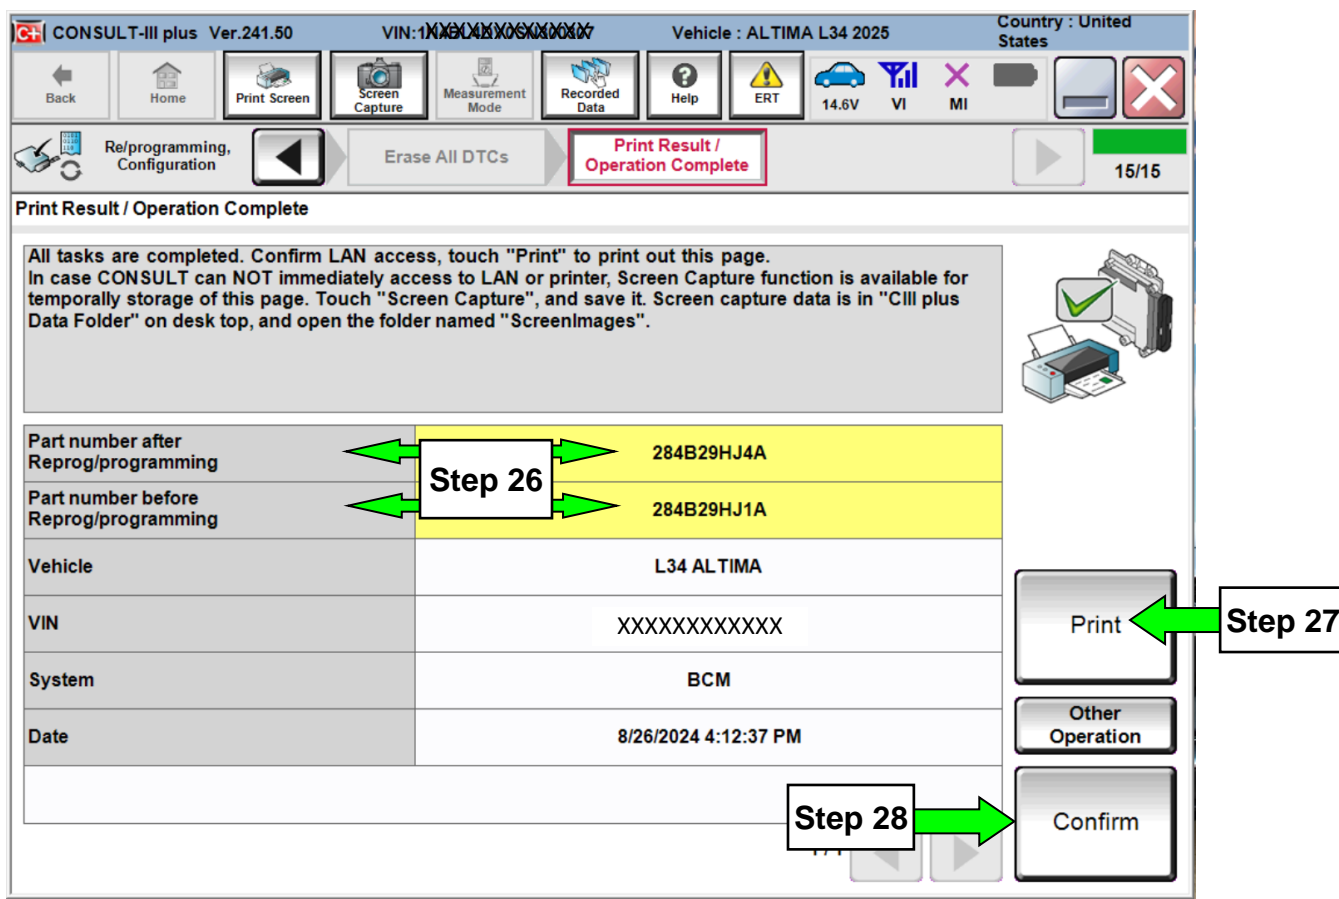 C+ CONSULT-III plus Ver.241.50
VIN:1
Vehicle : ALTIMA L34 2025
Country : United
States
Back
Home
Print Screen
Screen
Capture
Measurement
Mode
Recorded
Data
Help
ERT
14.6V
VI
MI
Re/programming,
Configuration
Erase All DTCs
Print Result /
Operation Complete
15/15
Print Result / Operation Complete
All tasks are completed. Confirm LAN access, touch "Print" to print out this page.
In case CONSULT can NOT immediately access to LAN or printer, Screen Capture function is available for
temporally storage of this page. Touch "Screen Capture", and save it. Screen capture data is in "CIII plus
Data Folder" on desk top, and open the folder named "ScreenImages".
Part number after
Reprog/programming
284B29HJ4A
Step 26
Part number before
Reprog/programming
284B29HJ1A
Vehicle
L34 ALTIMA
VIN
XXXXXXXXXXXX
System
BCM
Date
8/26/2024 4:12:37 PM
Print
Step 27
Other
Operation
Step 28
Confirm